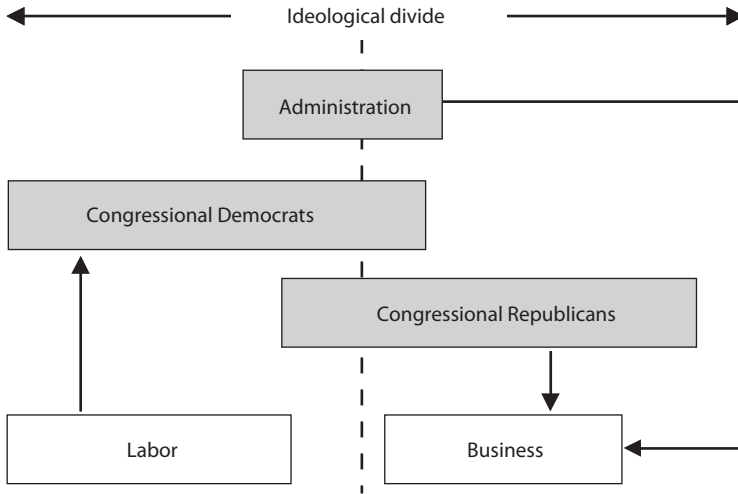 Ideological divide
Administration
Congressional Democrats
Congressional Republicans
Labor
Business